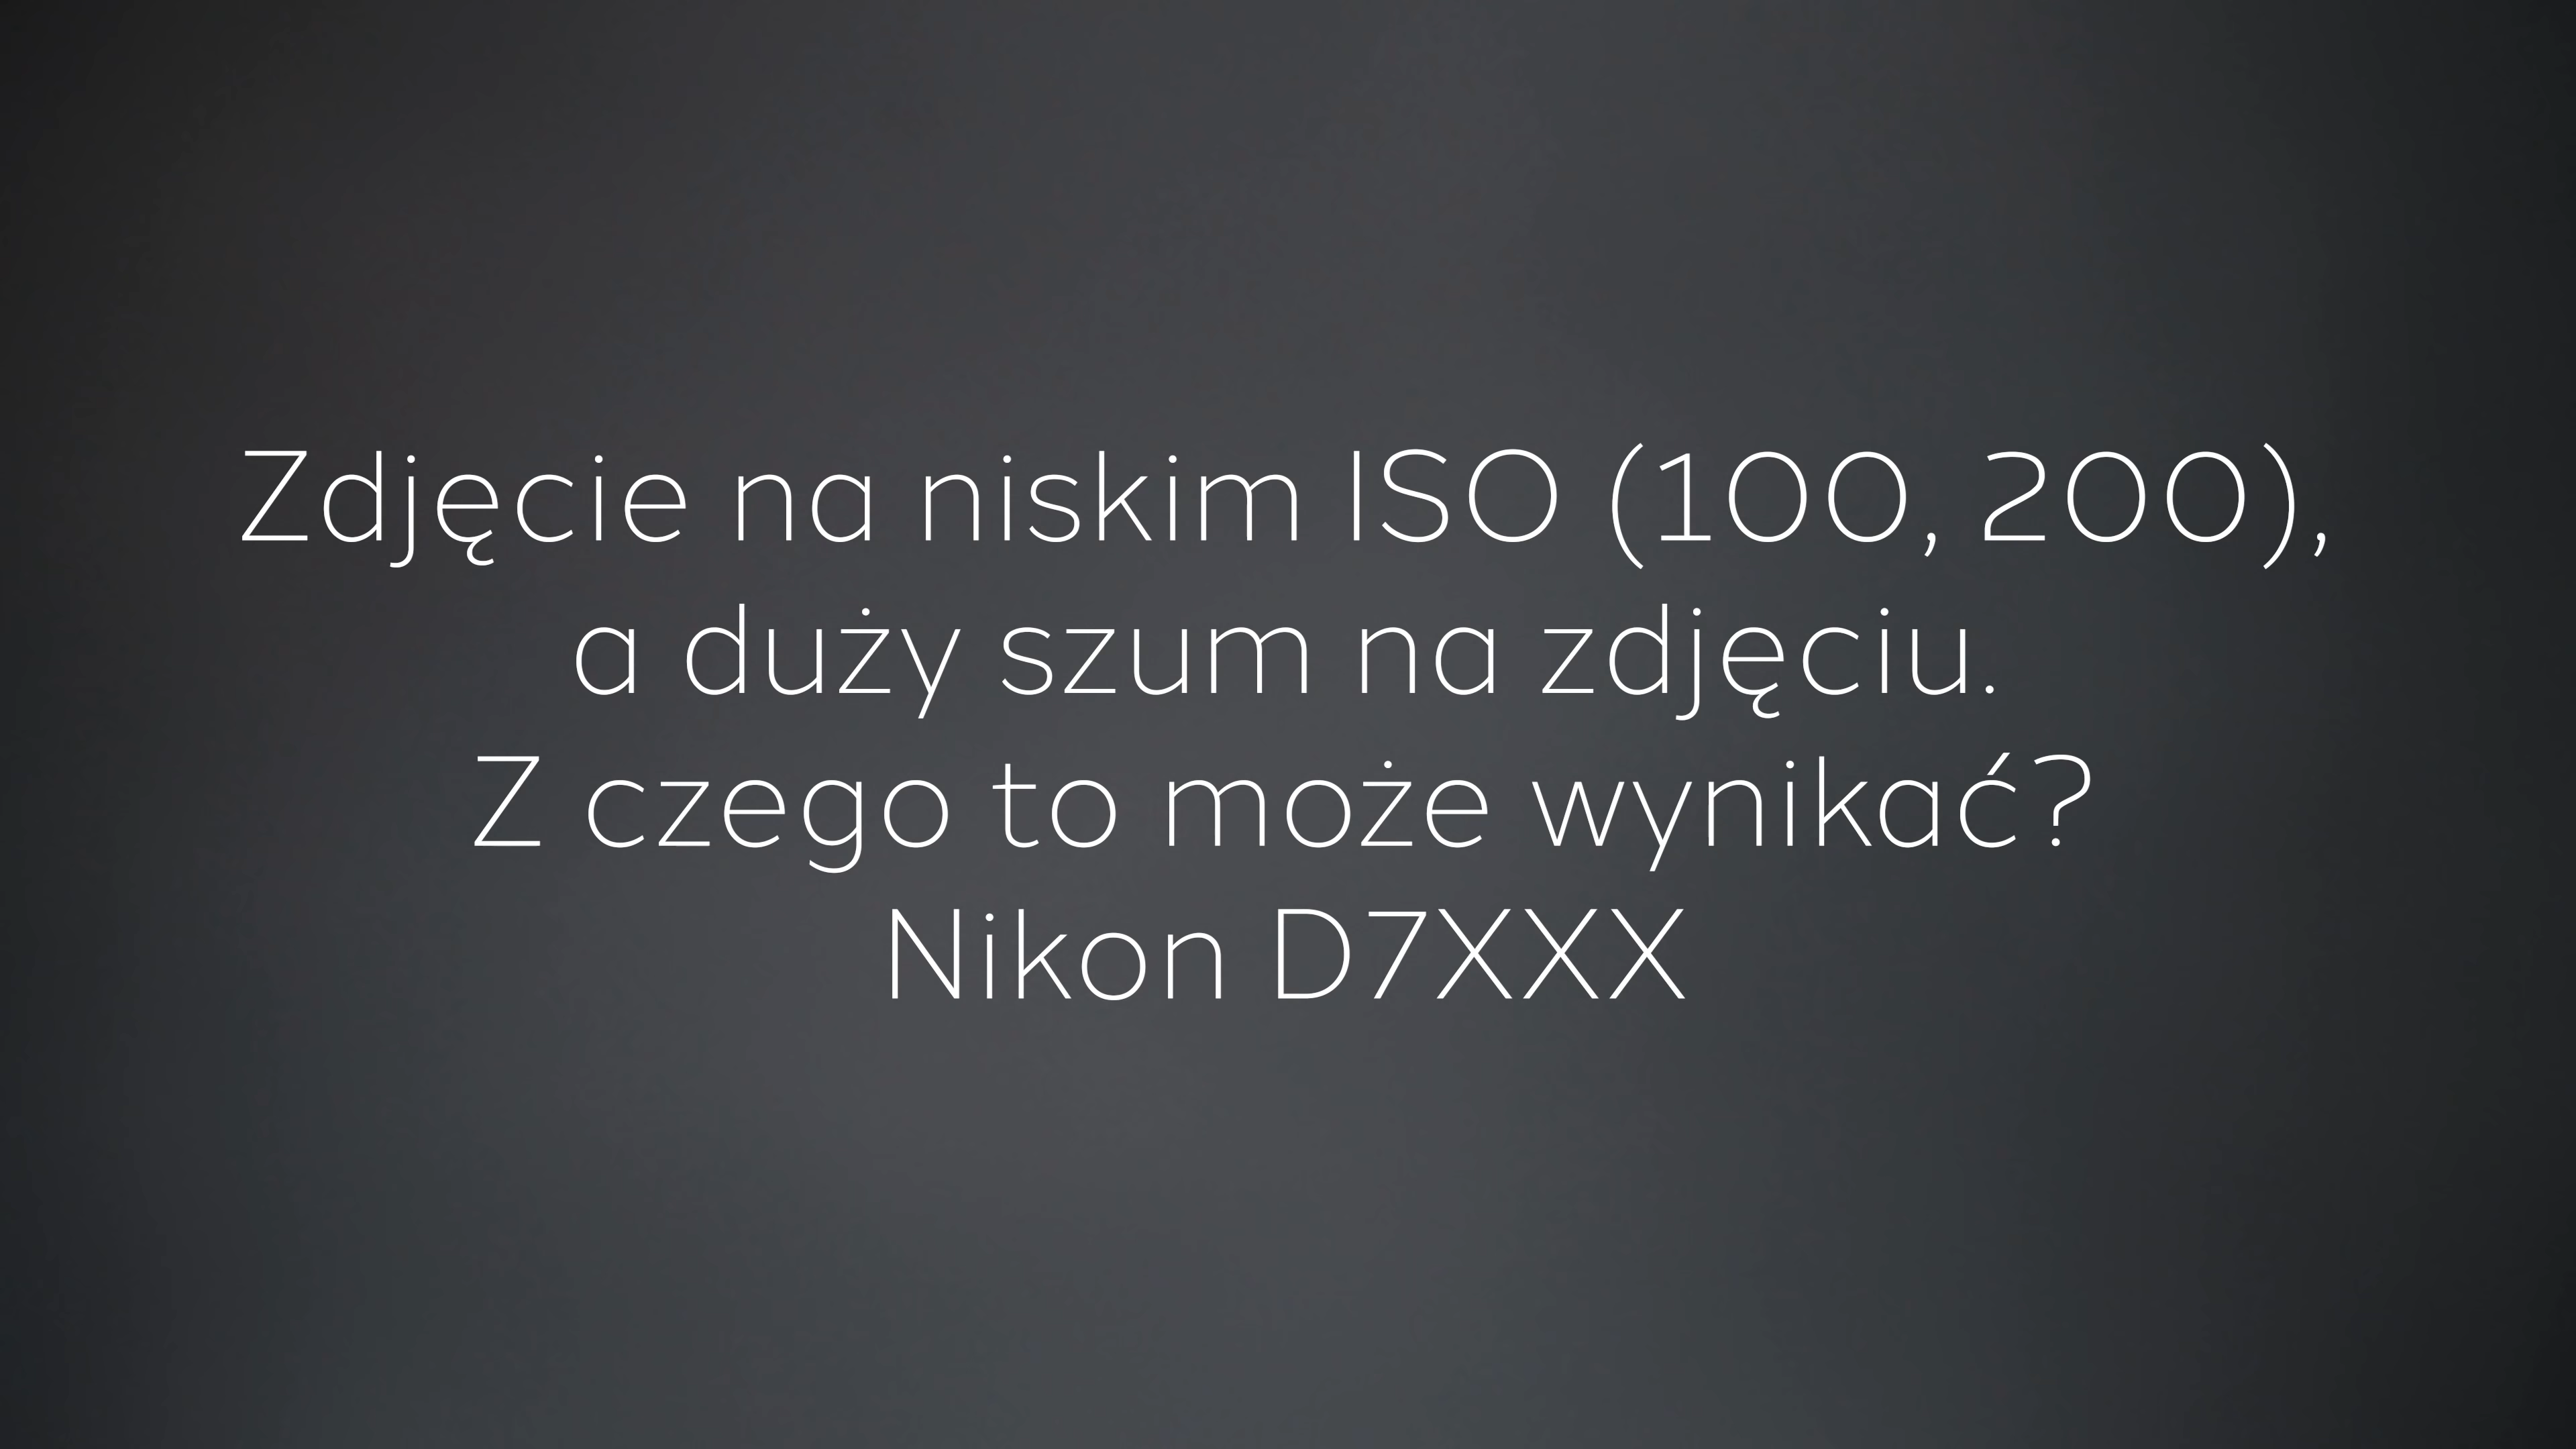 Zdjęcie na niskim ISO (100, 200),
a duży szum na zdjęciu.
Z czego to może wynikać?
Nikon D7XXX